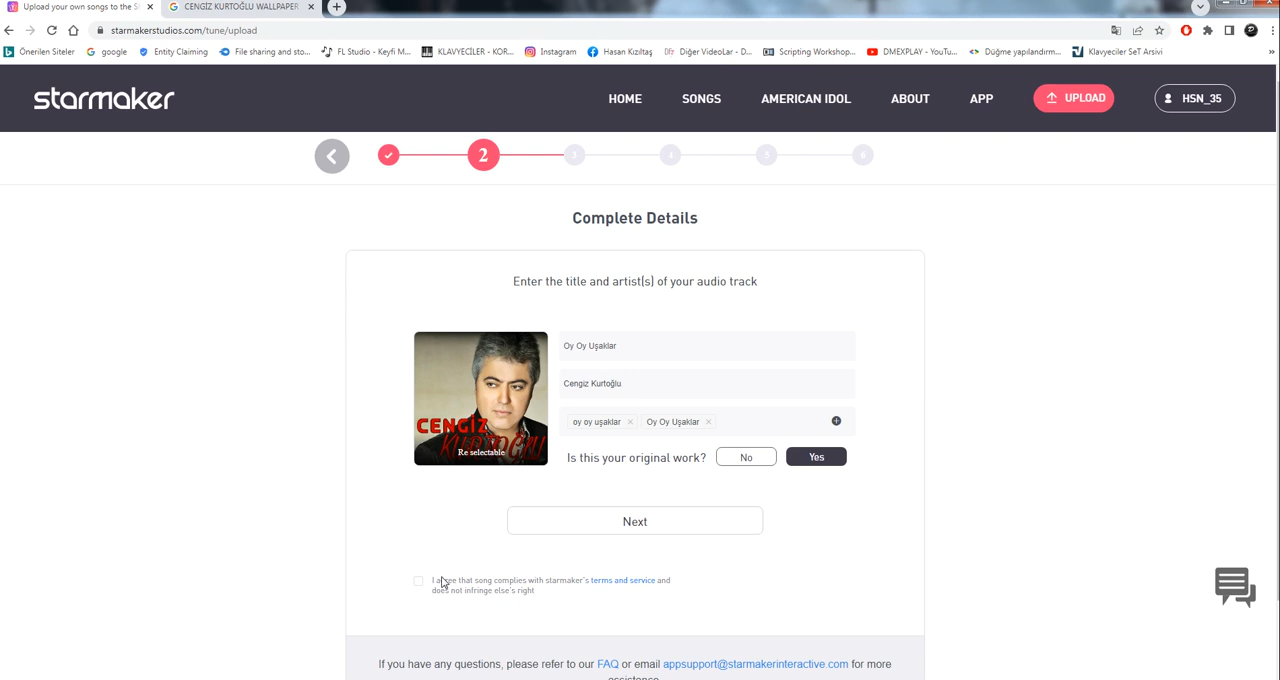 Upload your own songs to the S
CENGİZ KURTOĞLU WALLPAPER
starmakerstudios.com/tune/upload
Önerilen Siteler
google
Entity Claiming
File sharing and sto...
FL Studio - Keyfi M...
KLAVYECİLER - KOR...
Instagram
Hasan Kızıltaş
Diğer VideoLar - D...
Scripting Workshop...
DMEXPLAY - YouTu...
Düğme yapılandırm...
Klavyeciler SeT Arsivi
»
starmaker
HOME
SONGS
AMERICAN IDOL
ABOUT
APP
UPLOAD
HSN_35
2
3
4
5
6
Complete Details
Enter the title and artist(s) of your audio track
CENGİZ
KURTOĞLU
Re selectable
Oy Oy Uşaklar
Cengiz Kurtoğlu
oy oy uşaklar ×
Oy Oy Uşaklar ×
Is this your original work?
No
Yes
Next
I agree that song complies with starmaker's terms and service and
does not infringe else's right
If you have any questions, please refer to our FAQ or email appsupport@starmakerinteractive.com for more
assistance